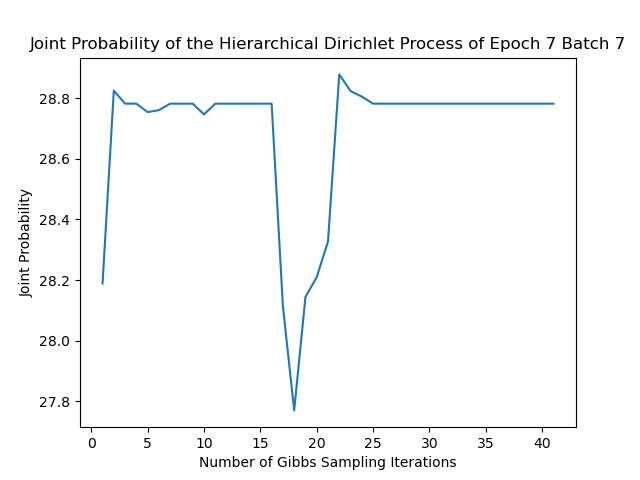 Joint Probability of the Hierarchical Dirichlet Process of Epoch 7 Batch 7
Joint Probability
28.8
28.6
28.4
28.2
28.0
27.8
0 5 10 15 20 25 30 35 40
Number of Gibbs Sampling Iterations